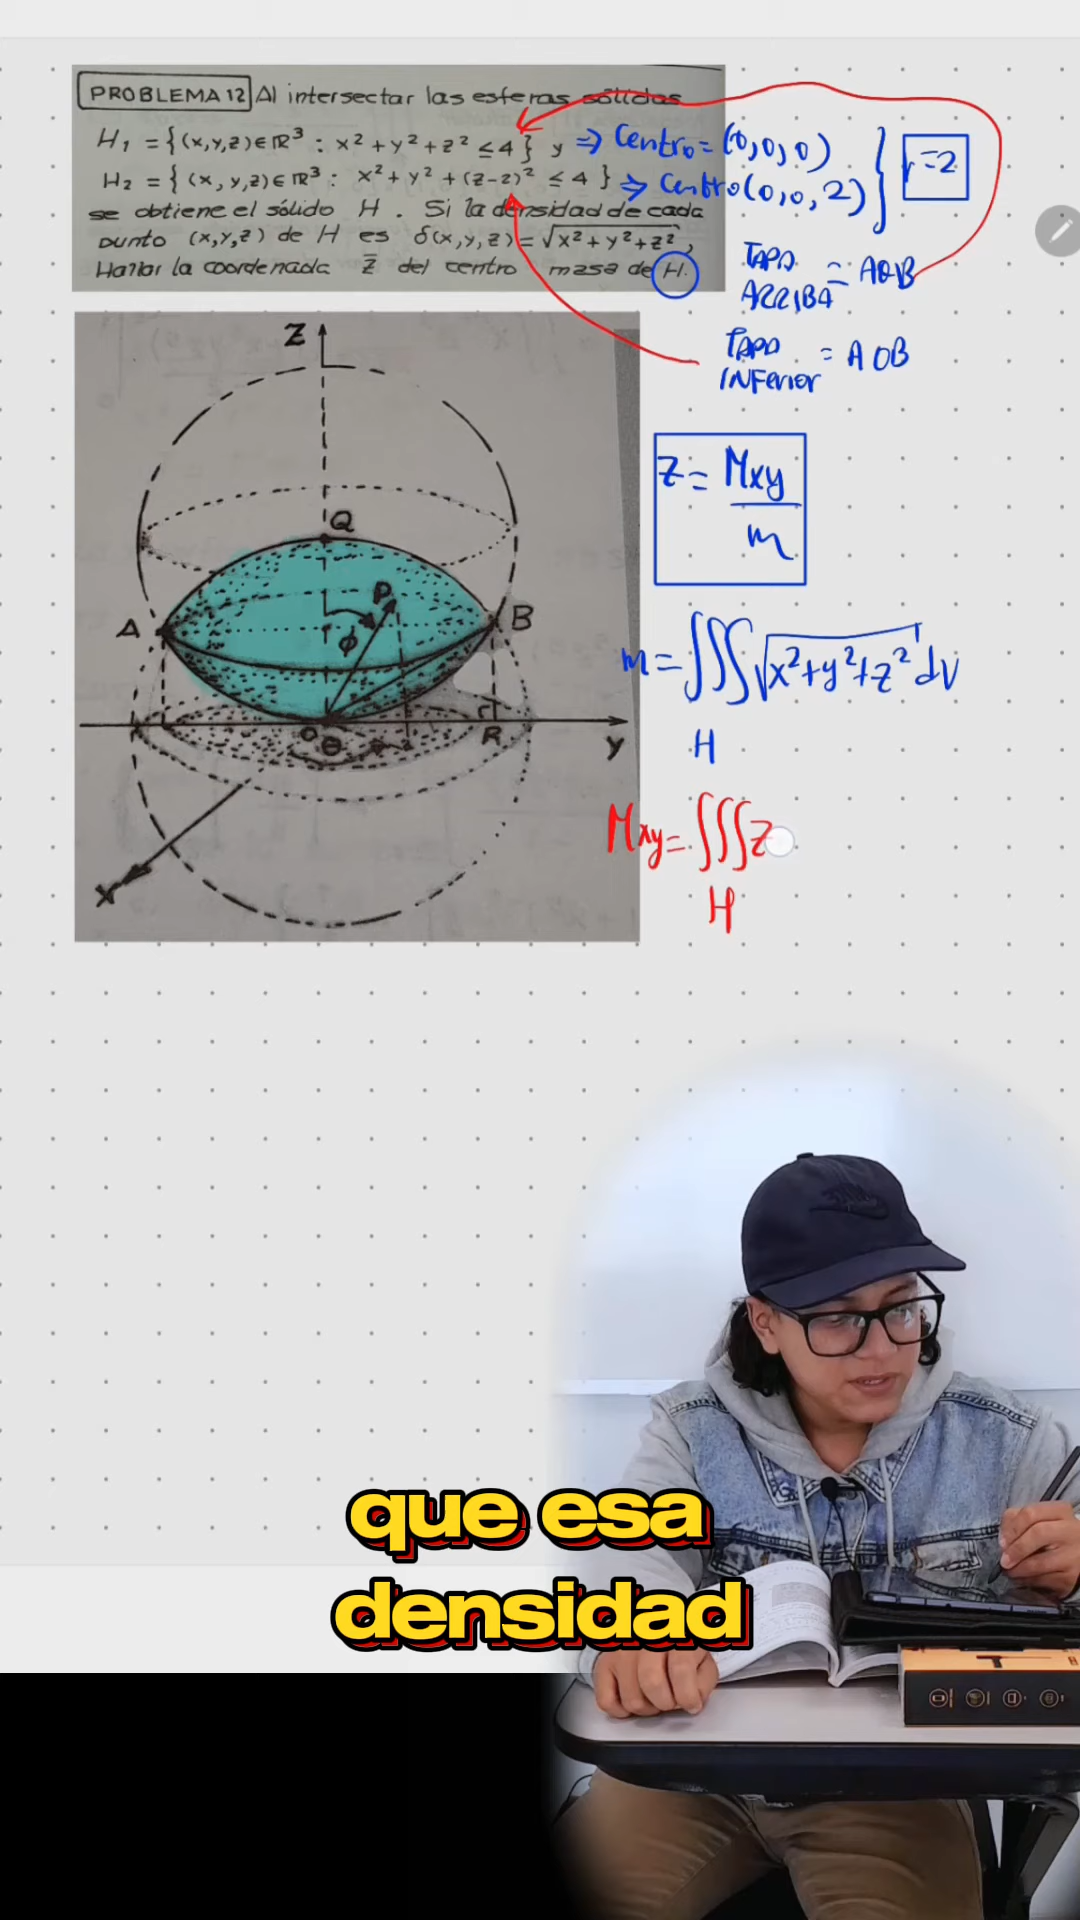 PROBLEMA 12 Al intersectar las esferas sólidas
H₁ = {(x,y,z)∈ℝ³ : x²+y²+z² ≤ 4 } y ⇒ Centro = (0,0,0)
H₂ = { (x,y,z)∈ℝ³ : x²+y²+(z-2)² ≤ 4 } ⇒ Centro (0,0,2)
r=2
se obtiene el sólido H. Si la densidad de cada
punto (x,y,z) de H es δ(x,y,z)=√x²+y²+z²,
Hallar la coordenada z̄ del centro masa de H.
TAPA
ARRIBA = AQB
TAPA
INFerior = AOB
Z
Q
A
P
B
φ
O
θ
r
R
y
X
z = Mxy
m
m = ∭ √x²+y²+z² dV
H
Mxy = ∭ z
H
que esa
densidad